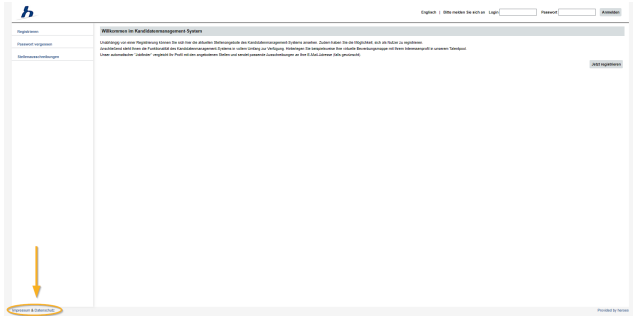 h
Englisch | Bitte melden Sie sich an Login Passwort Anmelden
Registrieren
Passwort vergessen
Stellenausschreibungen
Willkommen im Kandidatenmanagement-System
Unabhängig von einer Registrierung können Sie sich hier die aktuellen Stellenangebote des Kandidatenmanagement-Systems ansehen. Zudem haben Sie die Möglichkeit, sich als Nutzer zu registrieren.
Anschließend steht Ihnen die Funktionalität des Kandidatenmanagement-Systems in vollem Umfang zur Verfügung. Hinterlegen Sie beispielsweise Ihre virtuelle Bewerbungsmappe mit Ihrem Interessenprofil in unserem Talentpool.
Unser automatischer "Jobfinder" vergleicht Ihr Profil mit den angebotenen Stellen und sendet passende Ausschreibungen an Ihre E-Mail-Adresse (falls gewünscht).
Jetzt registrieren
Impressum & Datenschutz
Provided by